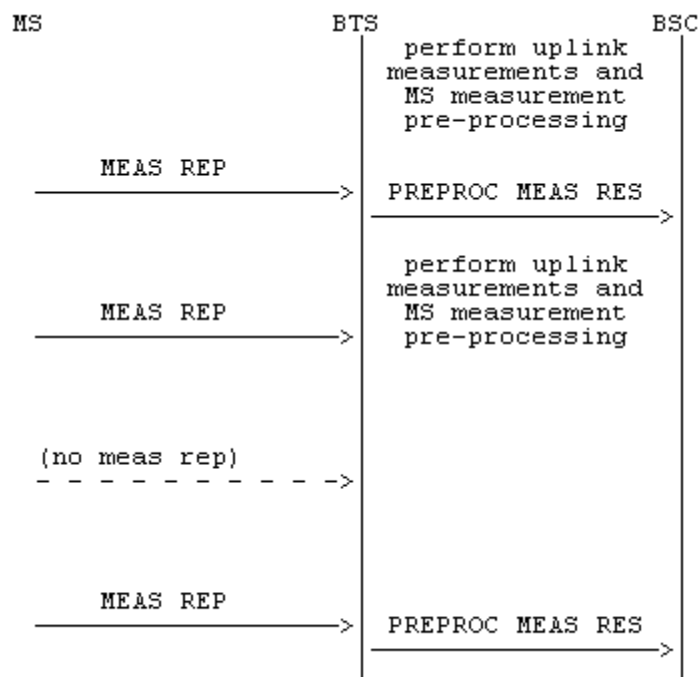 MS BTS BSC
perform uplink
measurements and
MS measurement
pre-processing
MEAS REP
PREPROC MEAS RES
perform uplink
measurements and
MS measurement
pre-processing
MEAS REP
(no meas rep)
MEAS REP
PREPROC MEAS RES